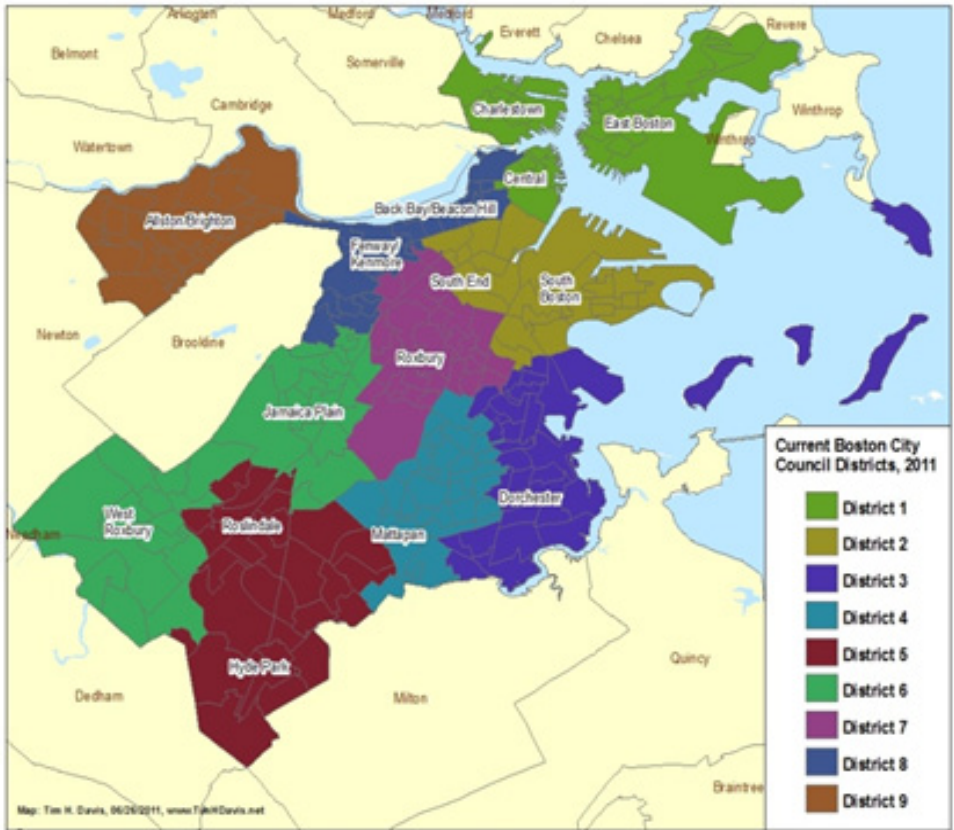 Arlington
Medford
Medford
Everett
Revere
Belmont
Somerville
Chelsea
Cambridge
Charlestown
East Boston
Winthrop
Winthrop
Watertown
Central
Allston/Brighton
Back Bay/Beacon Hill
Fenway/
Kenmore
South End
South
Boston
Newton
Brookline
Roxbury
Jamaica Plain
Current Boston City
Council Districts, 2011
District 1
District 2
District 3
District 4
District 5
District 6
District 7
District 8
District 9
West
Roxbury
Roslindale
Mattapan
Dorchester
Needham
Hyde Park
Dedham
Milton
Quincy
Braintree
Map: Tim H. Davis, 06/26/2011, www.TimHDavis.net